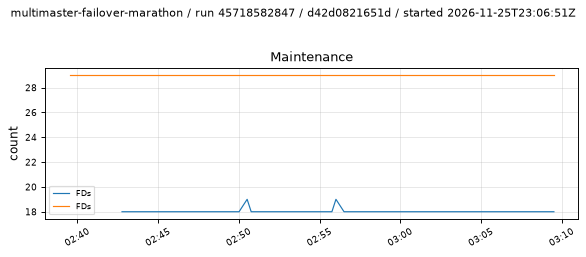 multimaster-failover-marathon / run 45718582847 / d42d0821651d / started 2026-11-25T23:06:51Z
Maintenance
count
28
26
24
22
20
18
FDs
FDs
02:40
02:45
02:50
02:55
03:00
03:05
03:10